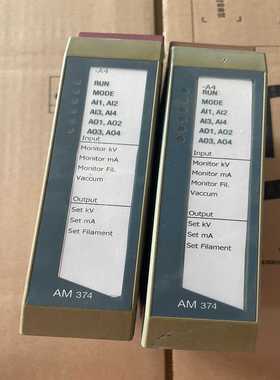 -A4
RUN
MODE
AI1, AI2
AI3, AI4
AO1, AO2
AO3, AO4
Input
Monitor kV
Monitor mA
Monitor Fil.
Vaccum
Output
Set kV
Set mA
Set Filament
AM 374
-A4
RUN
MODE
AI1, AI2
AI3, AI4
AO1, AO2
AO3, AO4
Input
Monitor kV
Monitor mA
Monitor Fil.
Vaccum
Output
Set kV
Set mA
Set Filament
AM 374